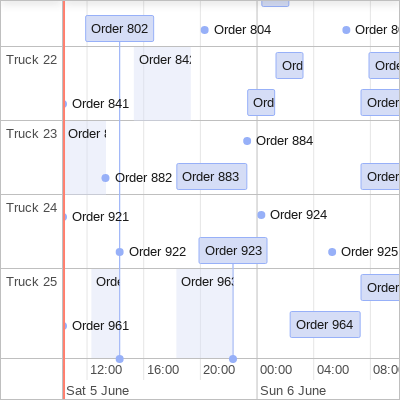 Order 802
Order 804
Order 8
Truck 22
Order 842
Ord
Orde
Order 841
Ord
Order
Truck 23
Order
Order 884
Order 882
Order 883
Order
Truck 24
Order 921
Order 924
Order 922
Order 923
Order 925
Truck 25
Orde
Order 963
Order
Order 961
Order 964
12:00
16:00
20:00
00:00
04:00
08:00
Sat 5 June
Sun 6 June